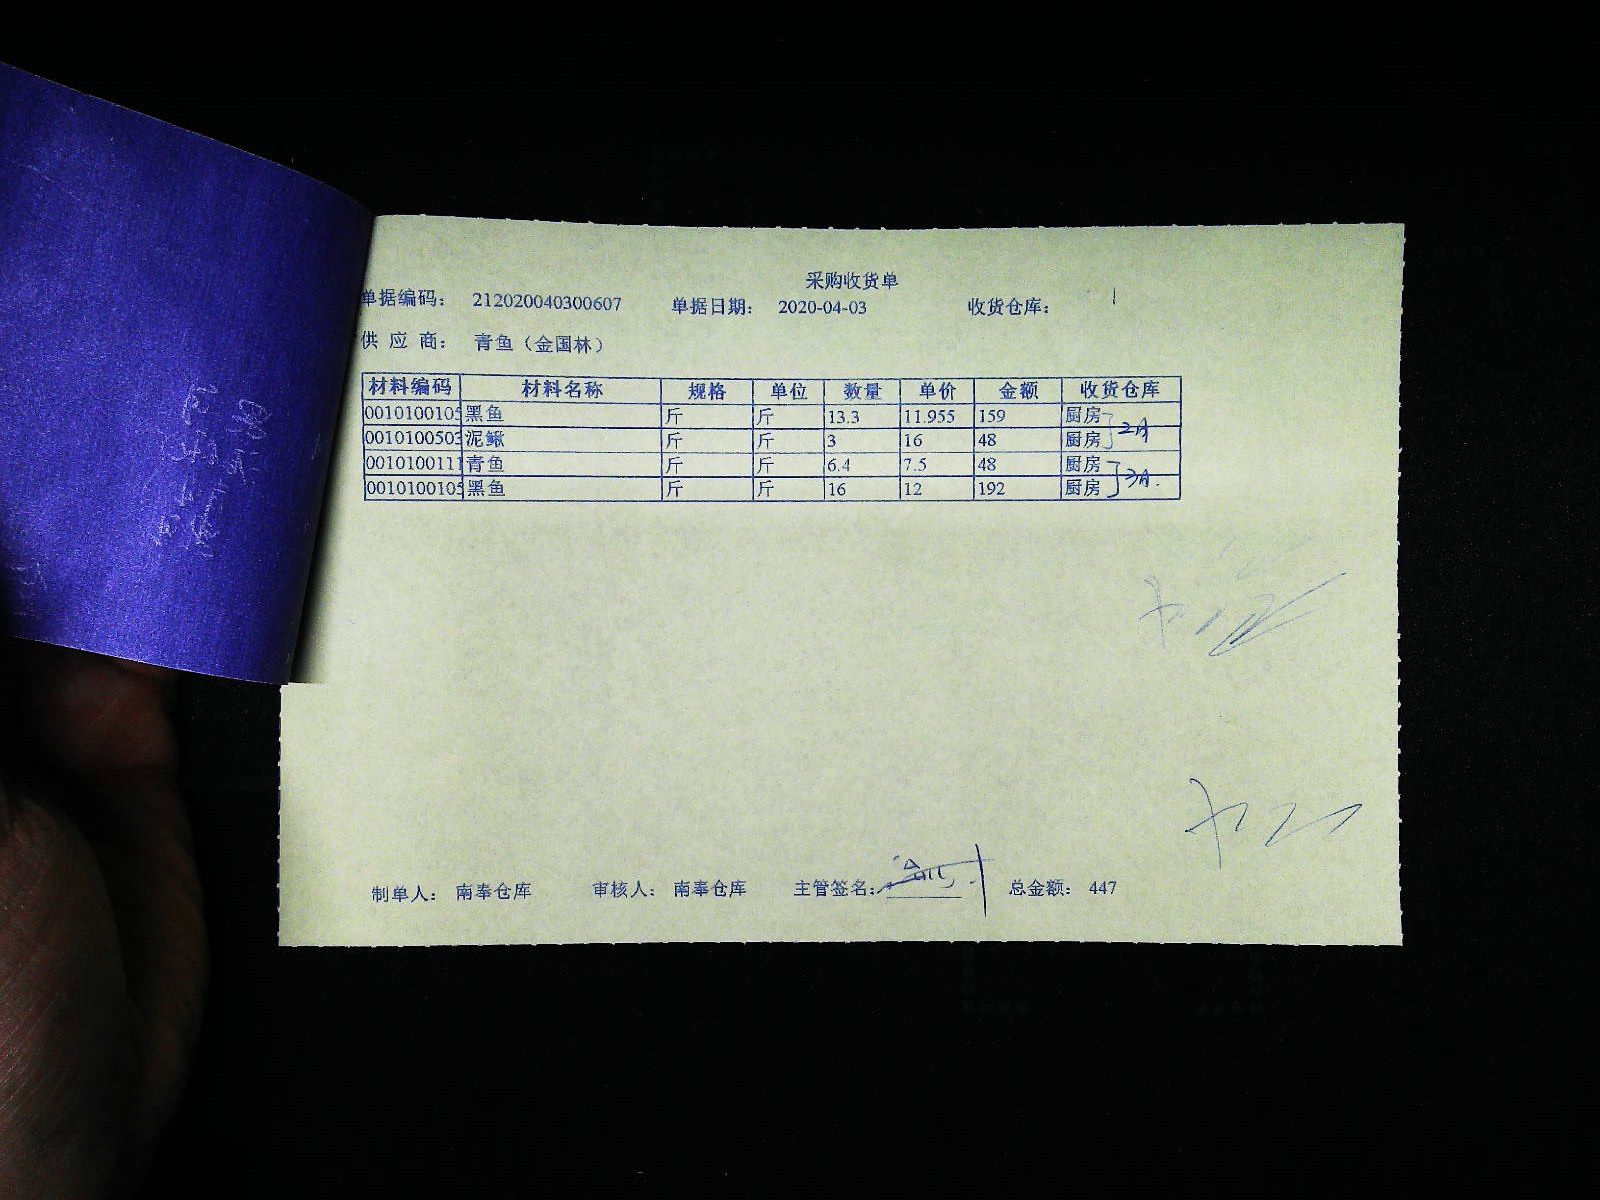 采购收货单
单据编码： 212020040300607 单据日期： 2020-04-03 收货仓库：
供 应 商： 青鱼（金国林）
材料编码 材料名称 规格 单位 数量 单价 金额 收货仓库
0010100105 黑鱼 斤 斤 13.3 11.955 159 厨房
0010100503 泥鳅 斤 斤 3 16 48 厨房
2A
0010100111 青鱼 斤 斤 6.4 7.5 48 厨房
0010100105 黑鱼 斤 斤 16 12 192 厨房
3A.
制单人： 南奉仓库 审核人： 南奉仓库 主管签名： 总金额： 447